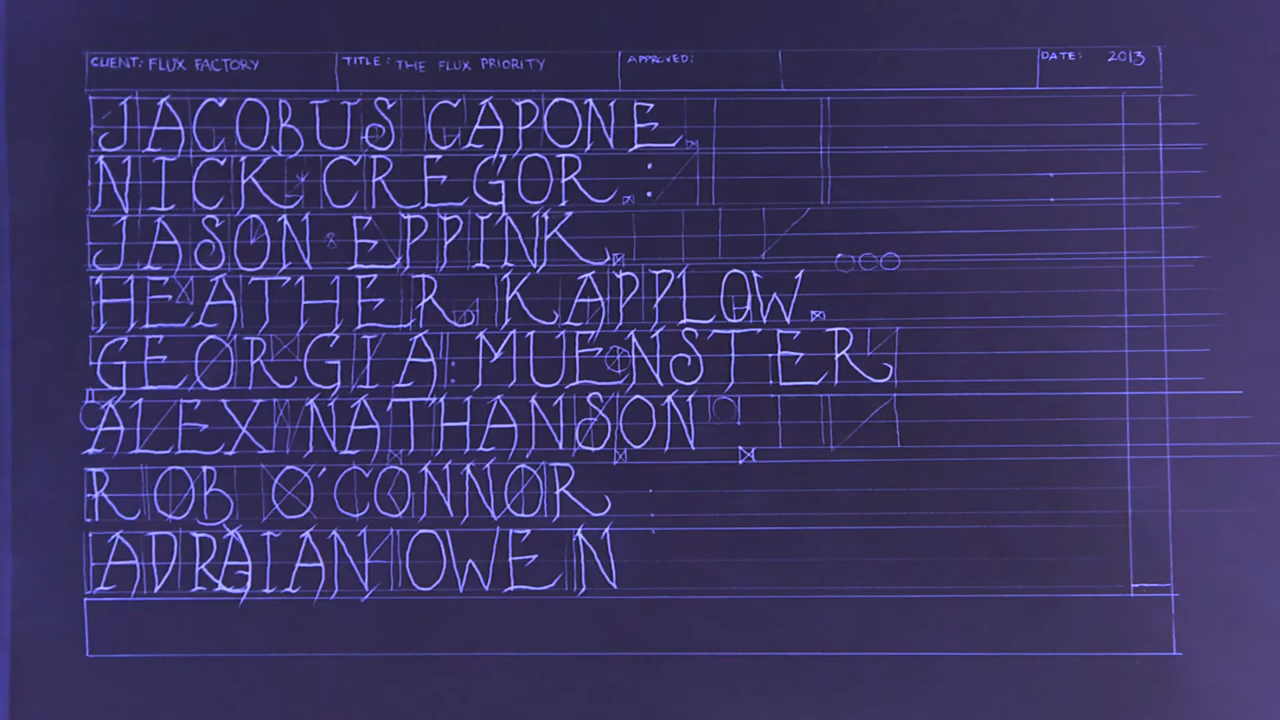 CLIENT: FLUX FACTORY TITLE: THE FLUX PRIORITY APPROVED: DATE: 2013
JACOBUS CAPONE
NICK CREGOR :
JASON EPPINK
HEATHER KAPPLOW
GEORGIA : MUENSTER
ALEX NATHANSON
ROB O'CONNOR
ADRAIAN OWEN